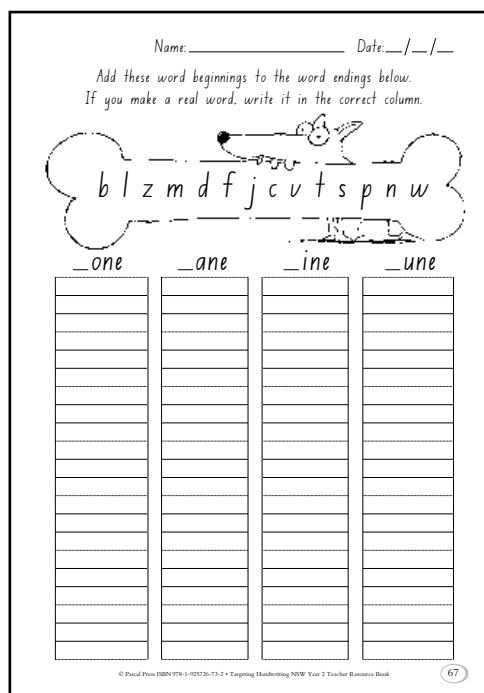 Name: Date: / /
Add these word beginnings to the word endings below.
If you make a real word, write it in the correct column.
b l z m d f j c v t s p n w
_one _ane _ine _une
© Pascal Press ISBN 978-1-925726-73-2 • Targeting Handwriting NSW Year 2 Teacher Resource Book
67